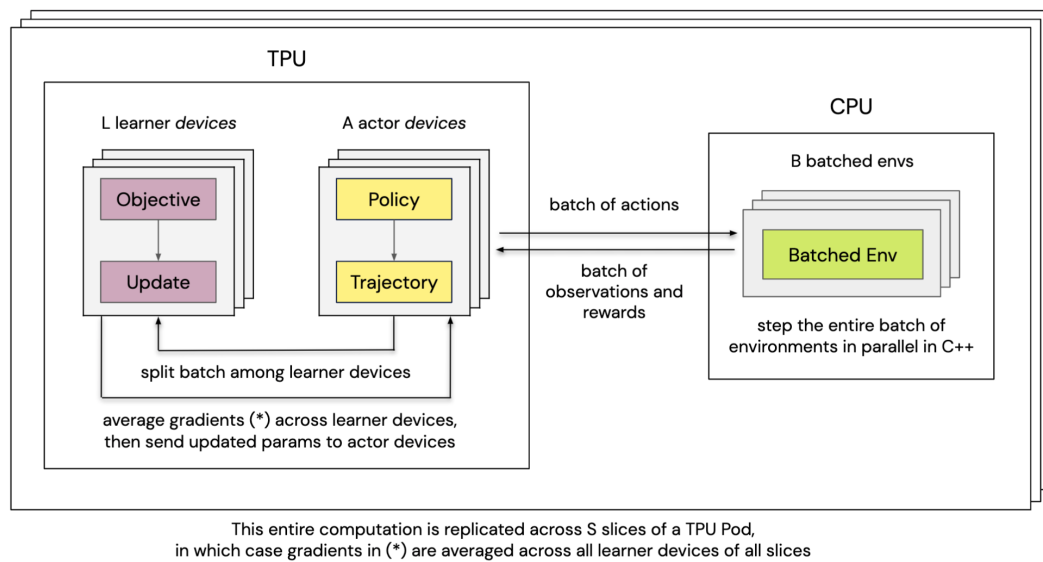 TPU
L learner devices
A actor devices
Objective
Update
Policy
Trajectory
split batch among learner devices
average gradients (*) across learner devices,
then send updated params to actor devices
batch of actions
batch of
observations and
rewards
CPU
B batched envs
Batched Env
step the entire batch of
environments in parallel in C++
This entire computation is replicated across S slices of a TPU Pod,
in which case gradients in (*) are averaged across all learner devices of all slices